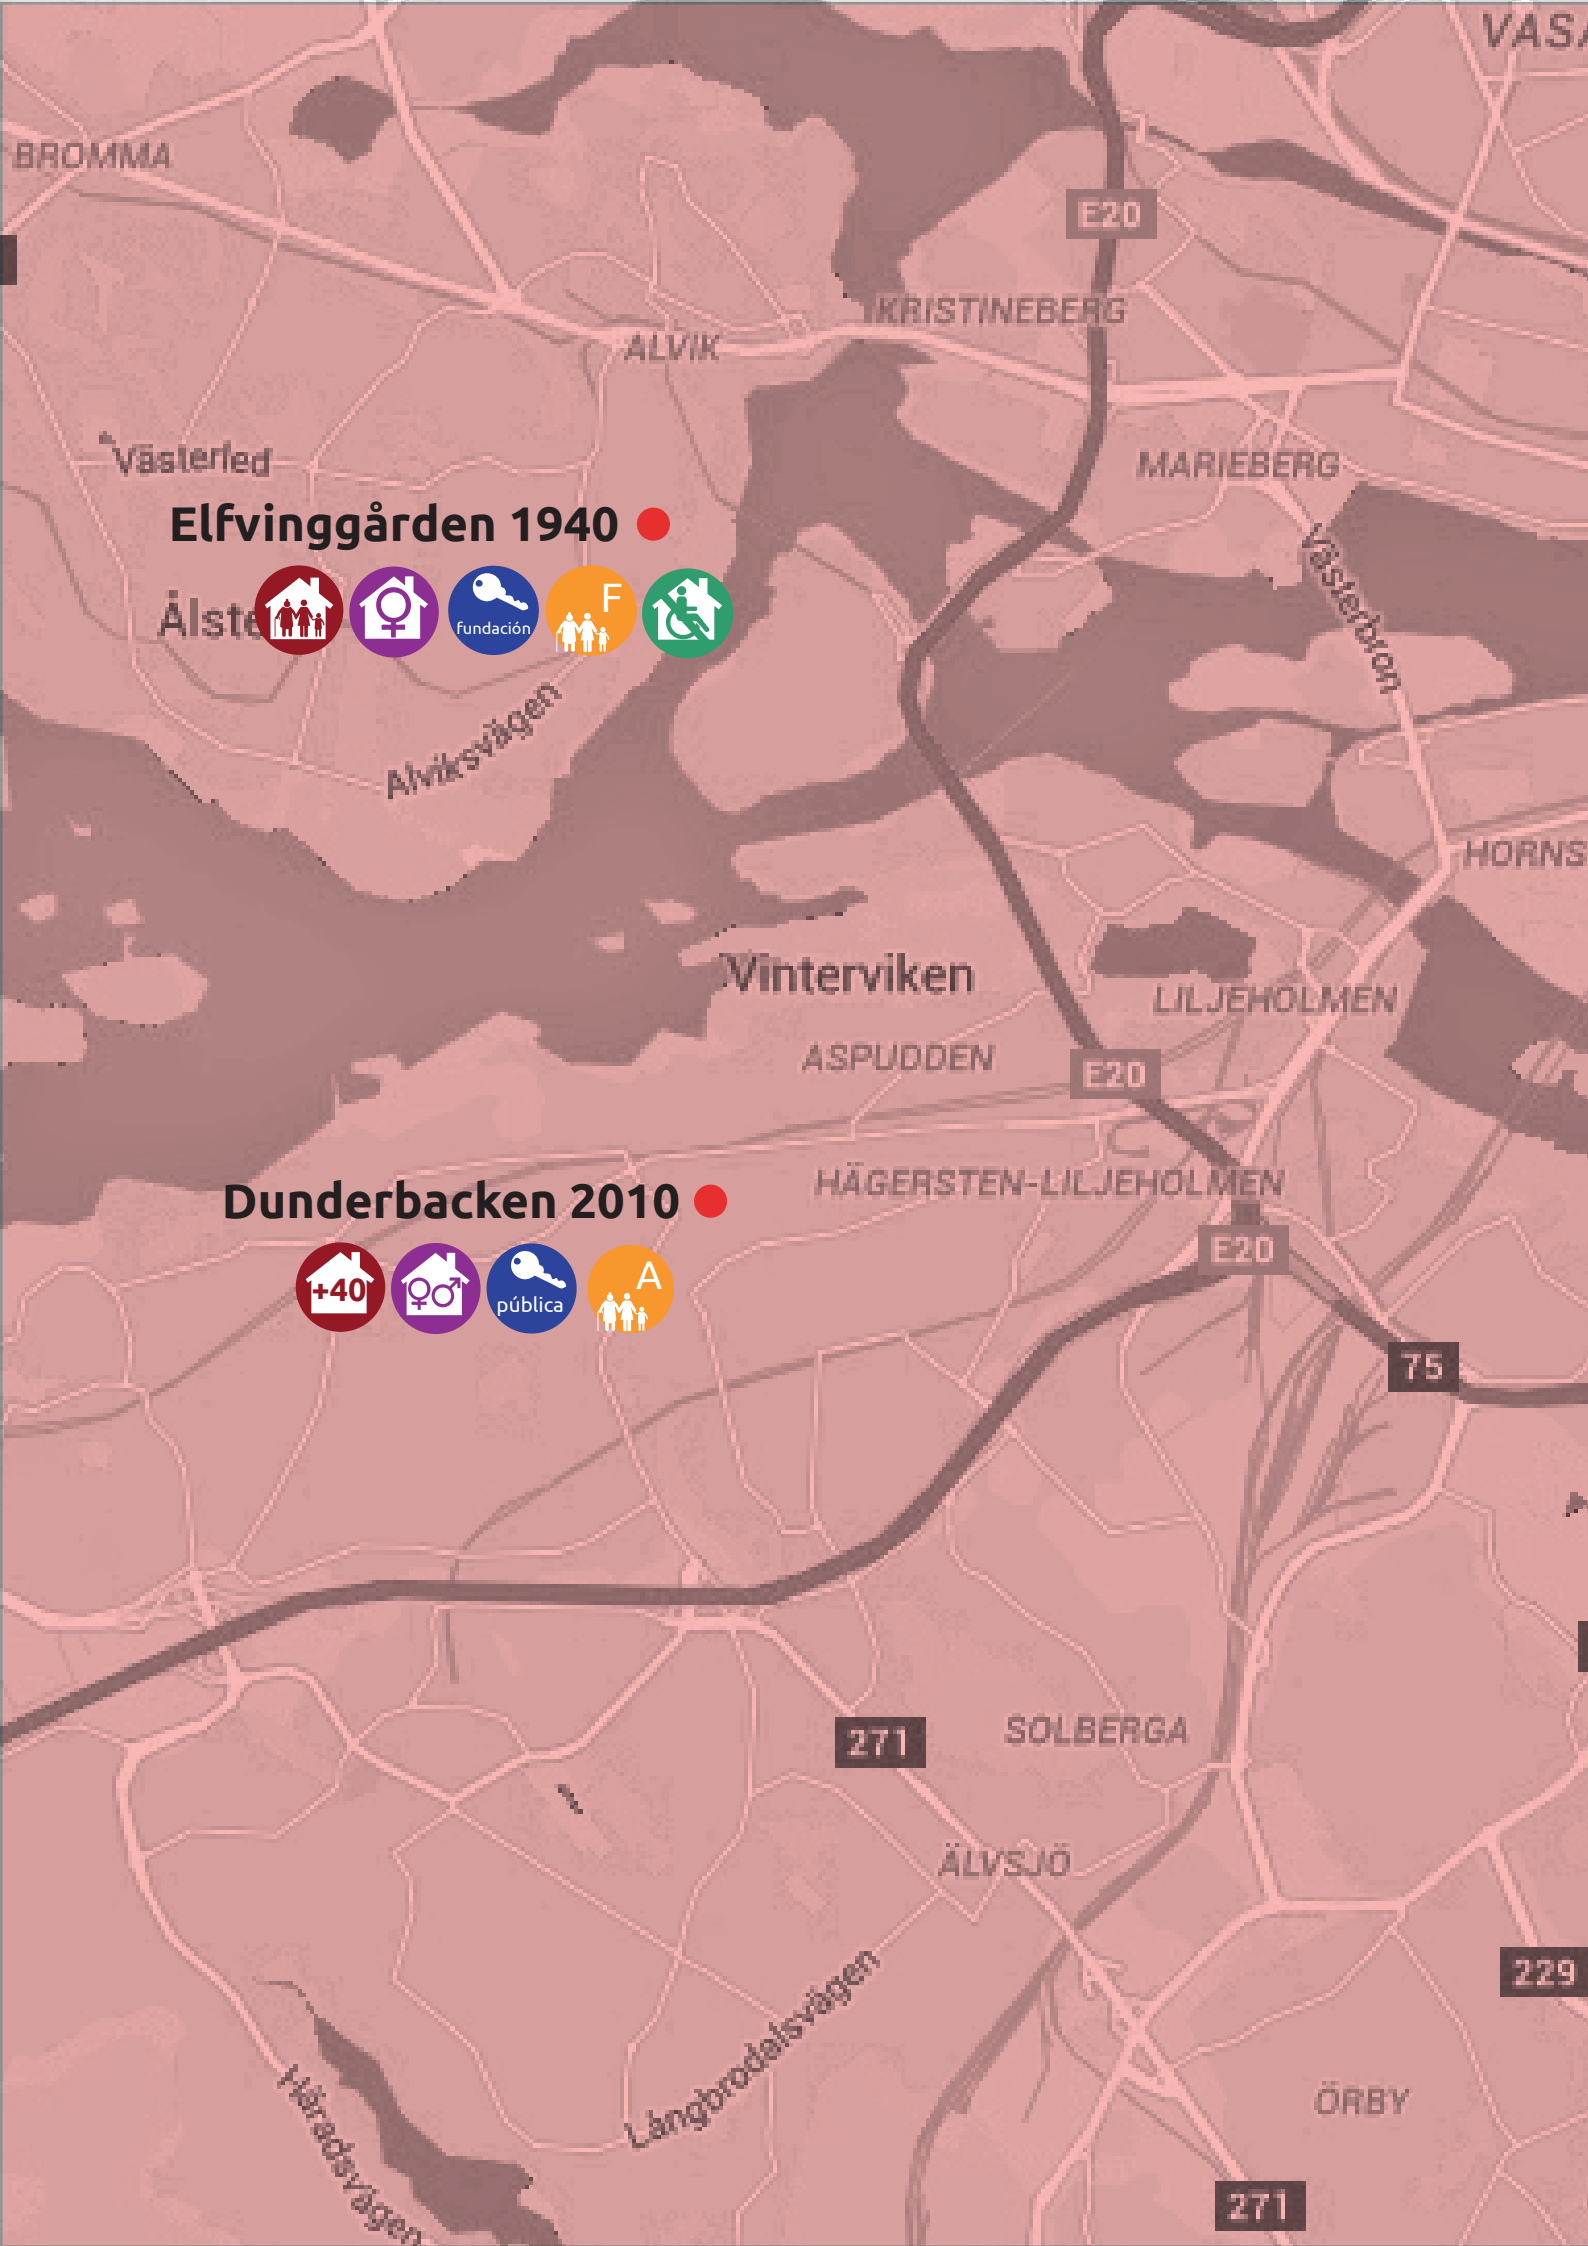 VASA
BROMMA
E20
KRISTINEBERG
ALVIK
Västerled
MARIEBERG
Elfvinggården 1940
Västerbron
Ålste
fundación
F
Alviksvägen
HORNS
Vinterviken
LILJEHOLMEN
ASPUDDEN
E20
HÄGERSTEN-LILJEHOLMEN
Dunderbacken 2010
E20
+40
pública
A
75
271
SOLBERGA
ÄLVSJÖ
229
Långbrodalsvägen
Häradsvägen
ÖRBY
271